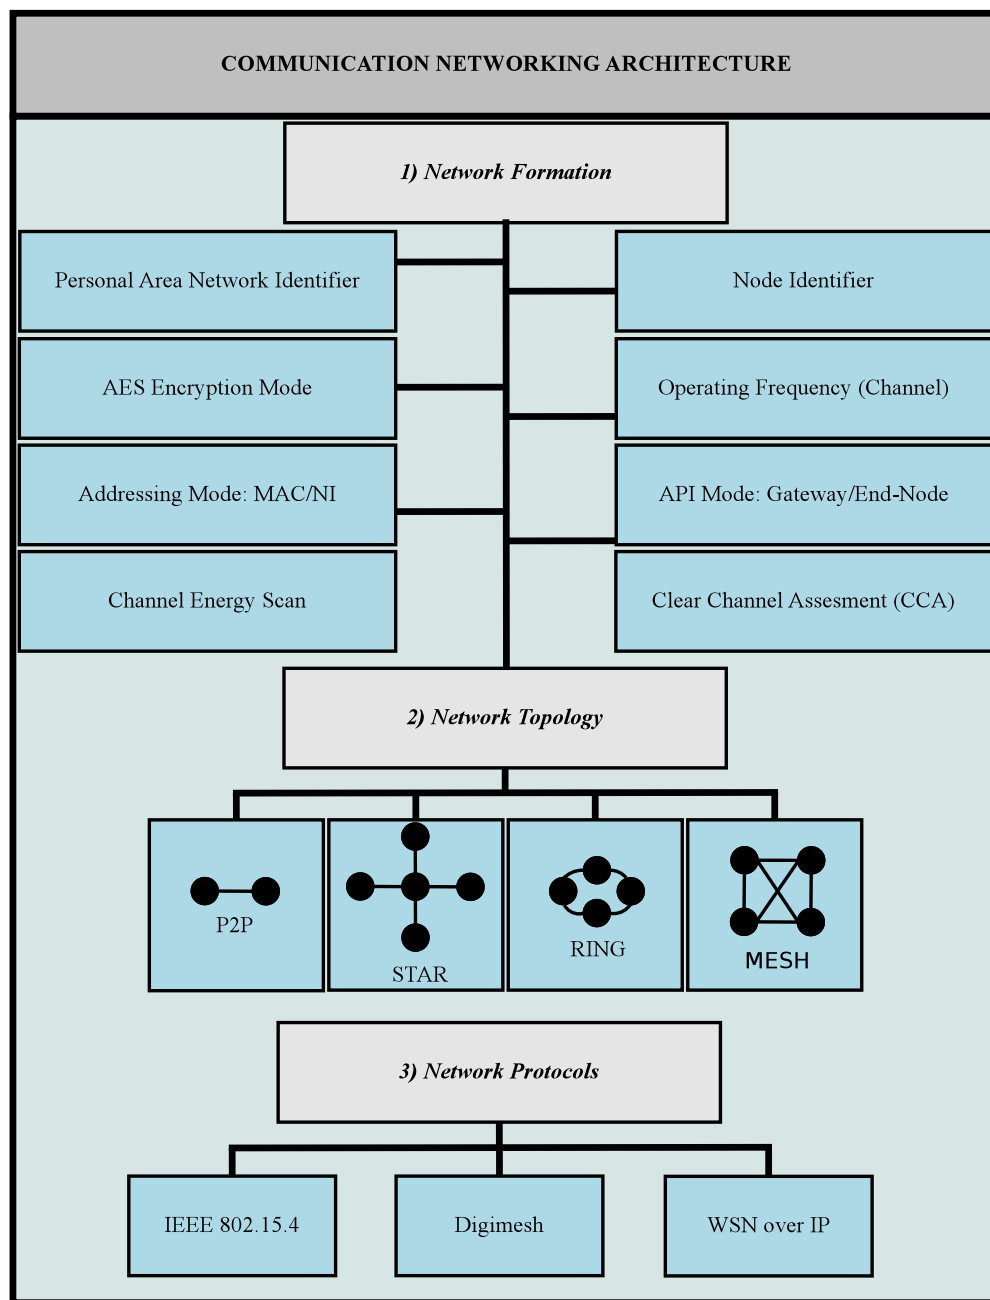 COMMUNICATION NETWORKING ARCHITECTURE
1) Network Formation
Personal Area Network Identifier
Node Identifier
AES Encryption Mode
Operating Frequency (Channel)
Addressing Mode: MAC/NI
API Mode: Gateway/End-Node
Channel Energy Scan
Clear Channel Assesment (CCA)
2) Network Topology
P2P
STAR
RING
MESH
3) Network Protocols
IEEE 802.15.4
Digimesh
WSN over IP